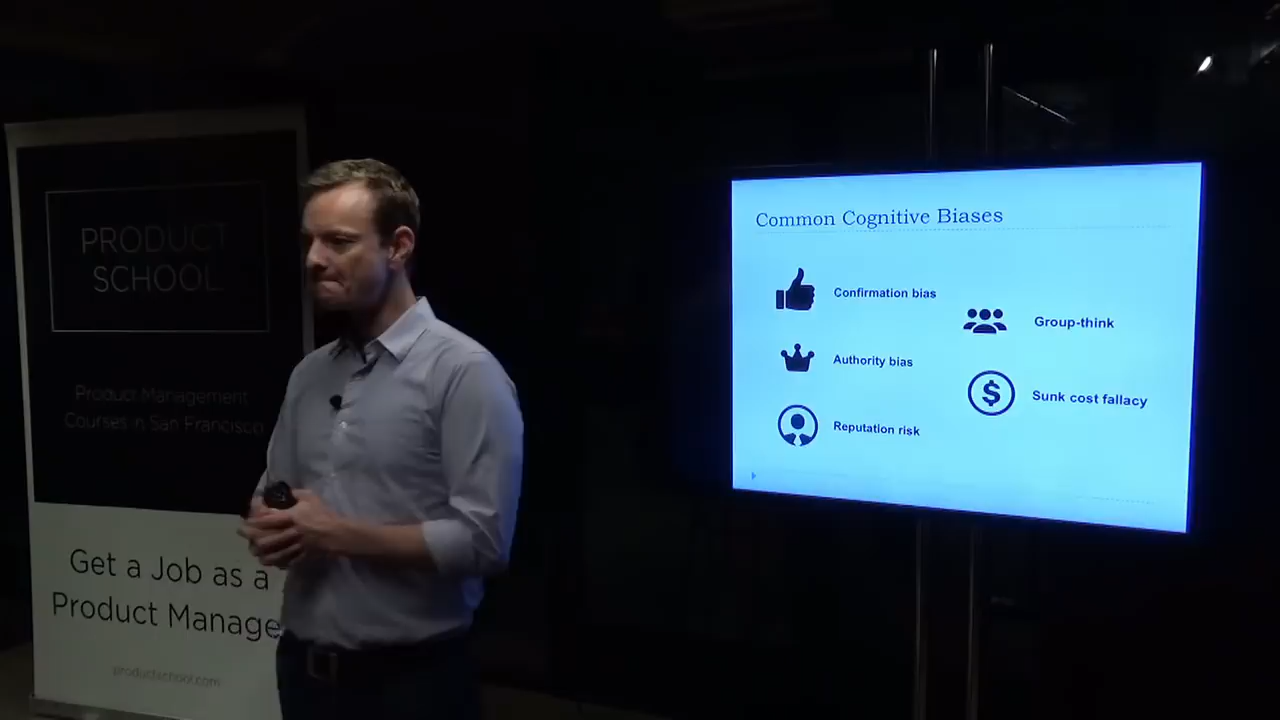 PRODUCT
SCHOOL
Product Management
Courses in San Francisco
Get a Job as a
Product Manage
productschool.com
Common Cognitive Biases
Confirmation bias
Group-think
Authority bias
Sunk cost fallacy
Reputation risk